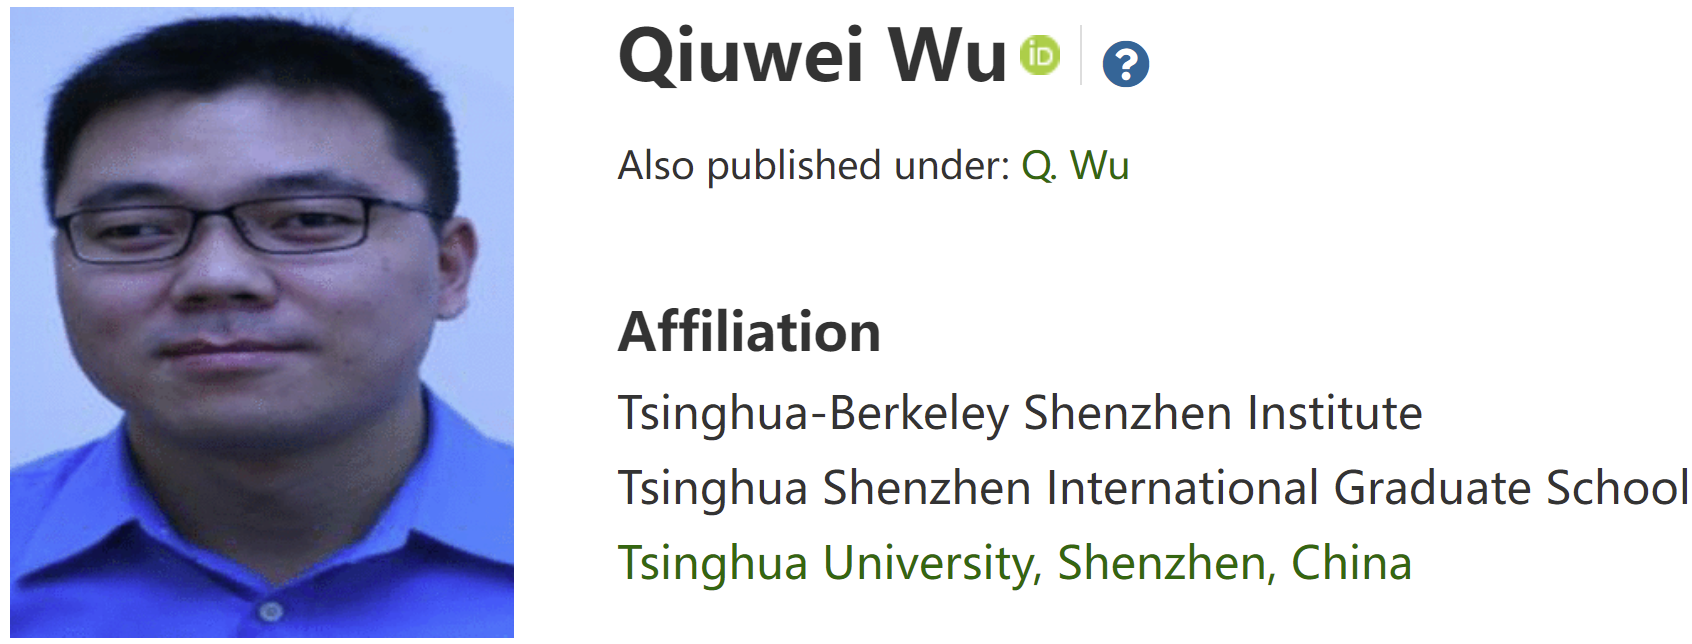 Qiuwei Wu iD ?
Also published under: Q. Wu
Affiliation
Tsinghua-Berkeley Shenzhen Institute
Tsinghua Shenzhen International Graduate School
Tsinghua University, Shenzhen, China